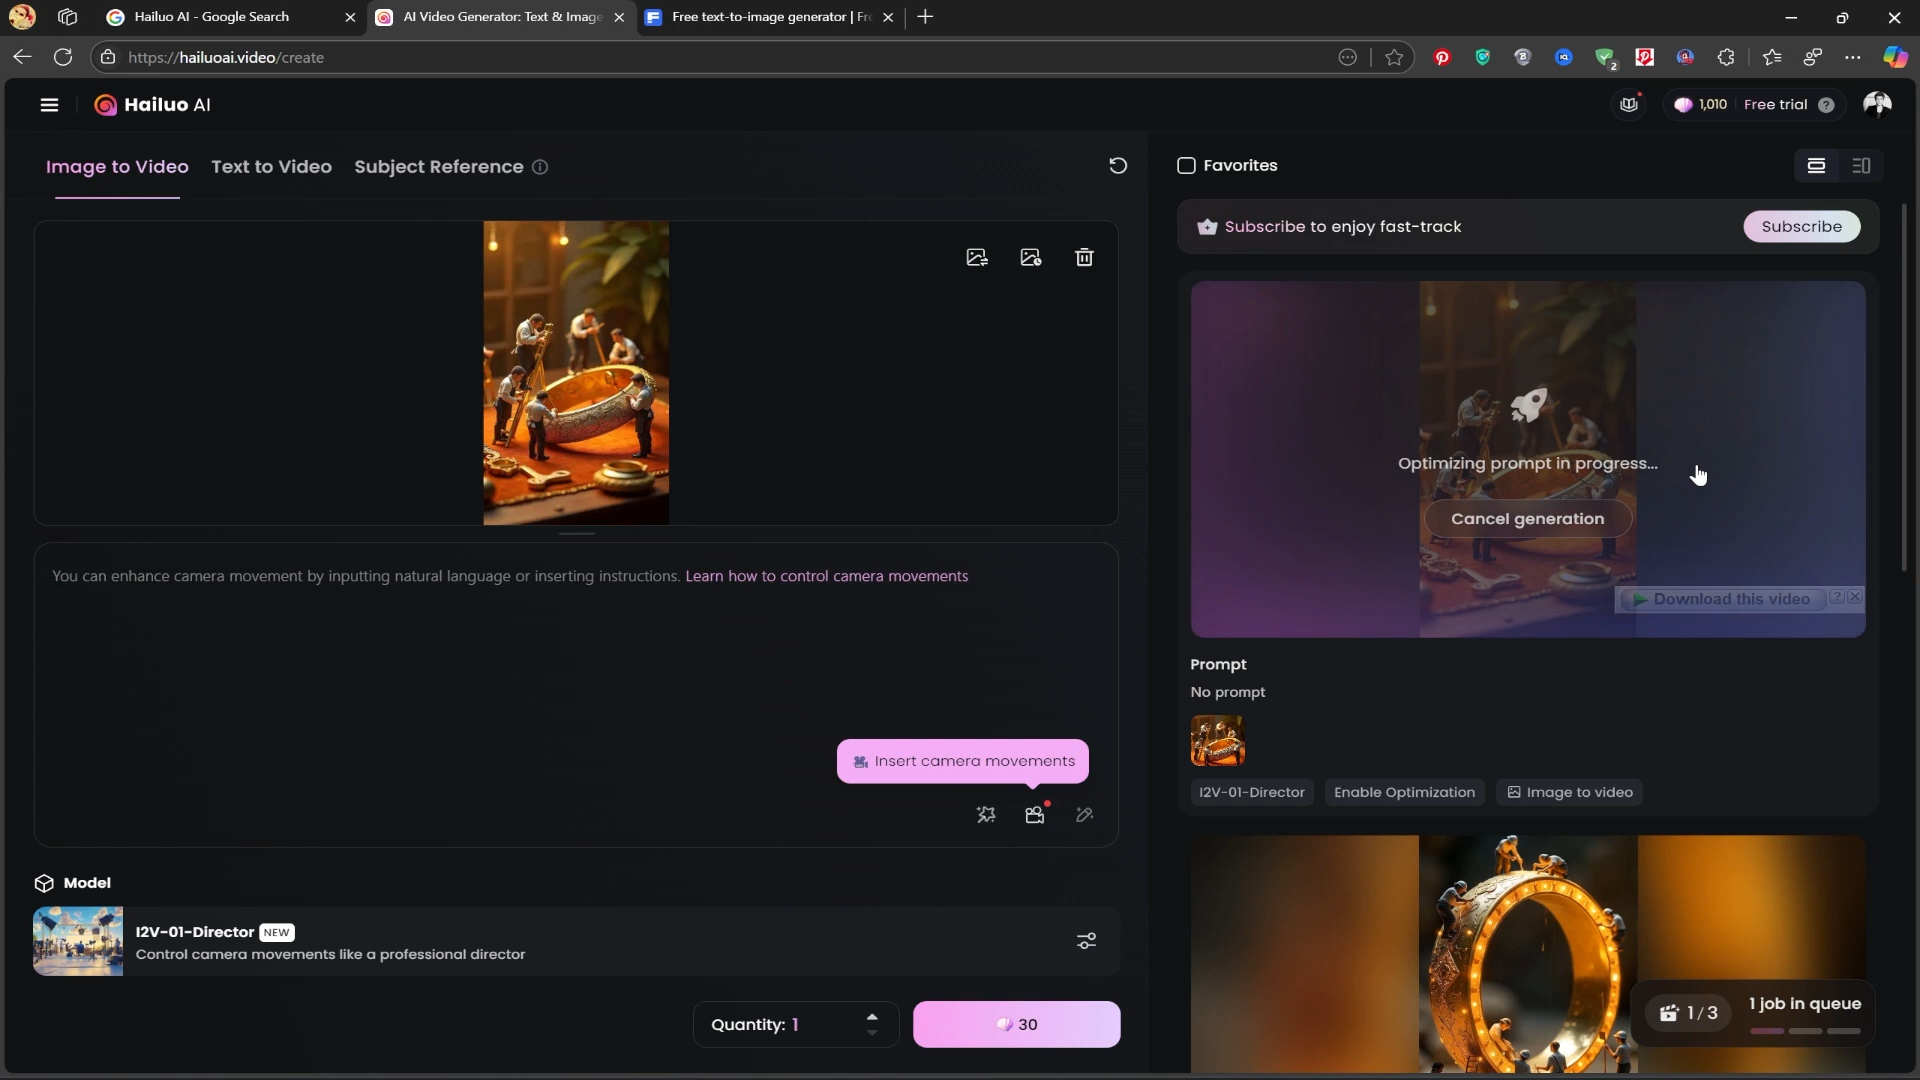 Hailuo AI - Google Search
AI Video Generator: Text & Image
Free text-to-image generator | Fre
https://hailuoai.video/create
2
Hailuo AI
1,010
Free trial
Image to Video
Text to Video
Subject Reference
Favorites
Subscribe to enjoy fast-track
Subscribe
Optimizing prompt in progress...
Cancel generation
Download this video
You can enhance camera movement by inputting natural language or inserting instructions. Learn how to control camera movements
Prompt
No prompt
Insert camera movements
I2V-01-Director
Enable Optimization
Image to video
Model
I2V-01-Director NEW
Control camera movements like a professional director
Quantity: 1
30
1 / 3
1 job in queue